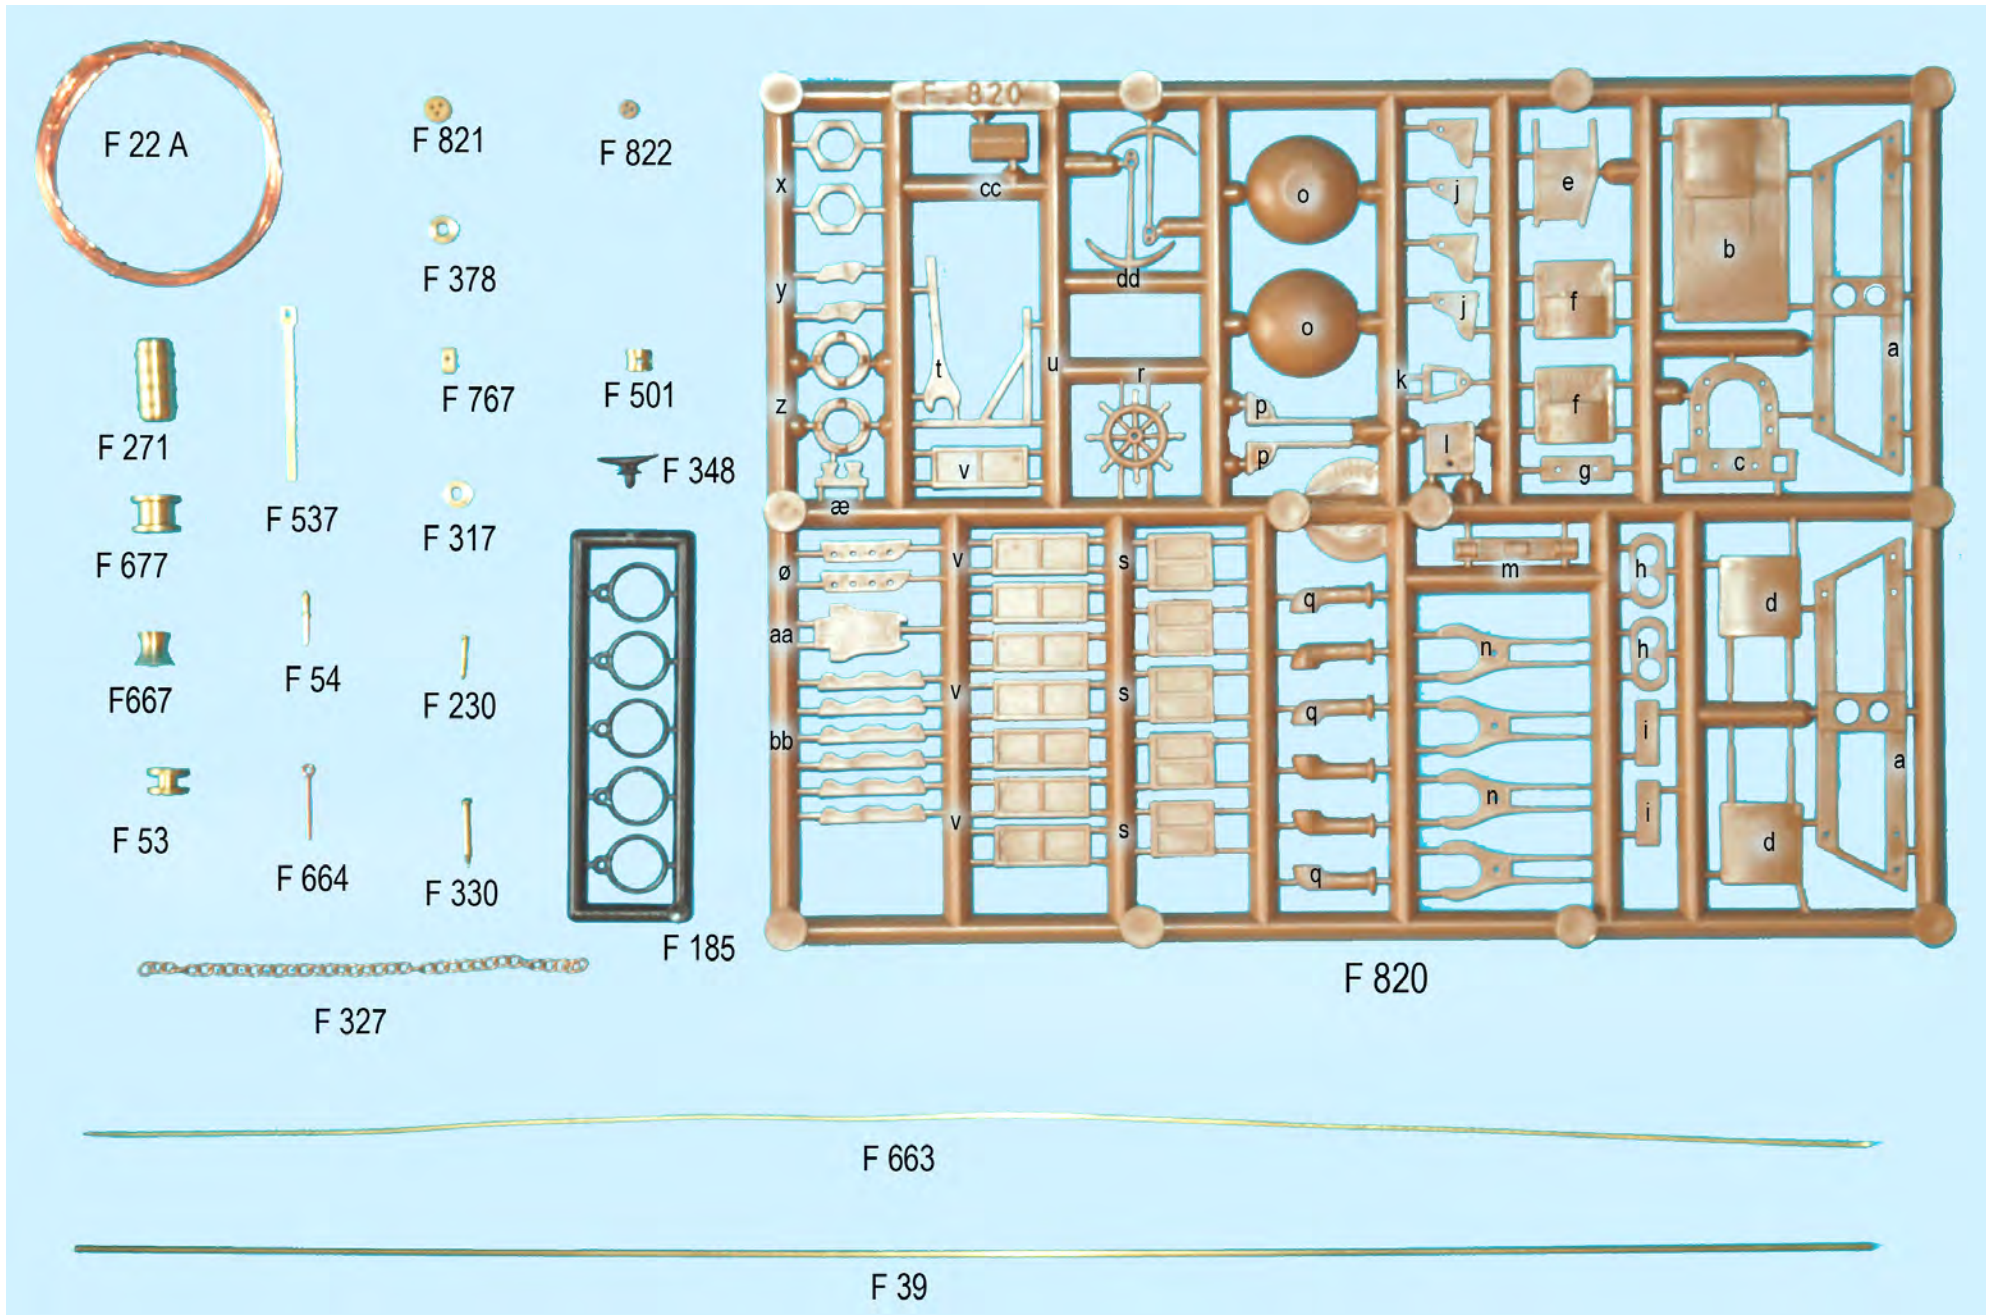 F 22 A
F 821
F 822
F 378
F 271
F 537
F 767
F 501
F 348
F 677
F 317
F667
F 54
F 230
F 53
F 664
F 330
F 185
F 327
F. 820
x
y
z
æ
cc
t
u
v
dd
r
o
o
p
p
j
j
k
l
e
f
f
g
b
c
a
ø
aa
bb
v
v
v
s
s
s
q
q
q
m
n
n
h
h
i
i
d
d
a
F 820
F 663
F 39